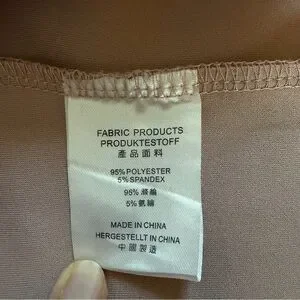 FABRIC PRODUCTS
PRODUKTESTOFF
產品面料
95% POLYESTER
5% SPANDEX
95% 滌綸
5% 氨綸
MADE IN CHINA
HERGESTELLT IN CHINA
中國製造